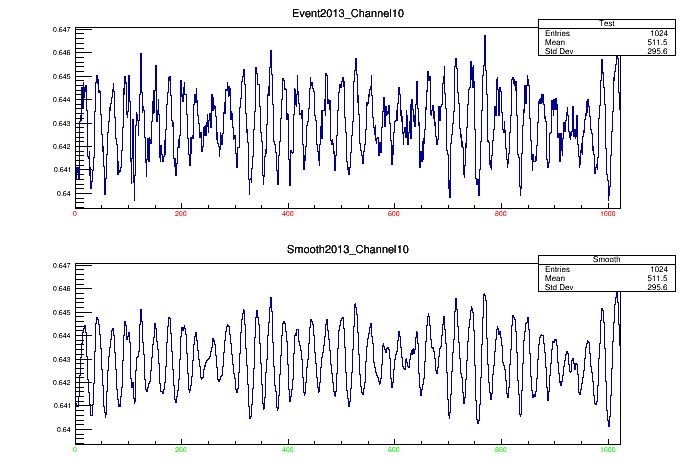 Event2013_Channel10
Test
Entries 1024
Mean 511.5
Std Dev 295.6
0.647
0.646
0.645
0.644
0.643
0.642
0.641
0.64
0 200 400 600 800 1000
Smooth2013_Channel10
Smooth
Entries 1024
Mean 511.5
Std Dev 295.6
0.647
0.646
0.645
0.644
0.643
0.642
0.641
0.64
0 200 400 600 800 1000